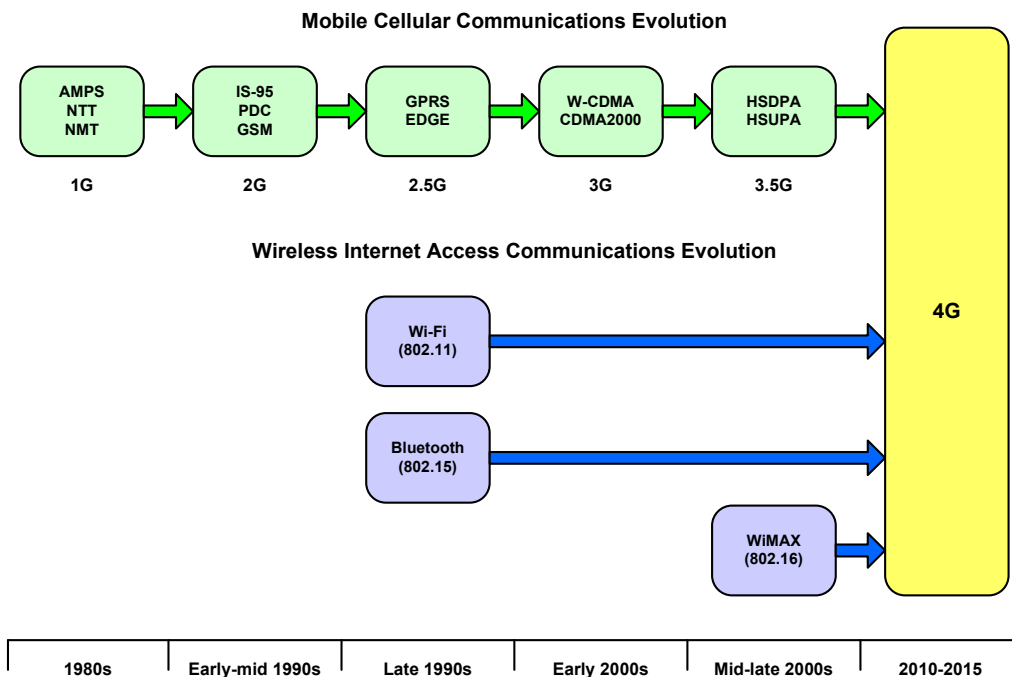 Mobile Cellular Communications Evolution
AMPS
NTT
NMT
IS-95
PDC
GSM
GPRS
EDGE
W-CDMA
CDMA2000
HSDPA
HSUPA
1G
2G
2.5G
3G
3.5G
Wireless Internet Access Communications Evolution
4G
Wi-Fi
(802.11)
Bluetooth
(802.15)
WiMAX
(802.16)
1980s
Early-mid 1990s
Late 1990s
Early 2000s
Mid-late 2000s
2010-2015